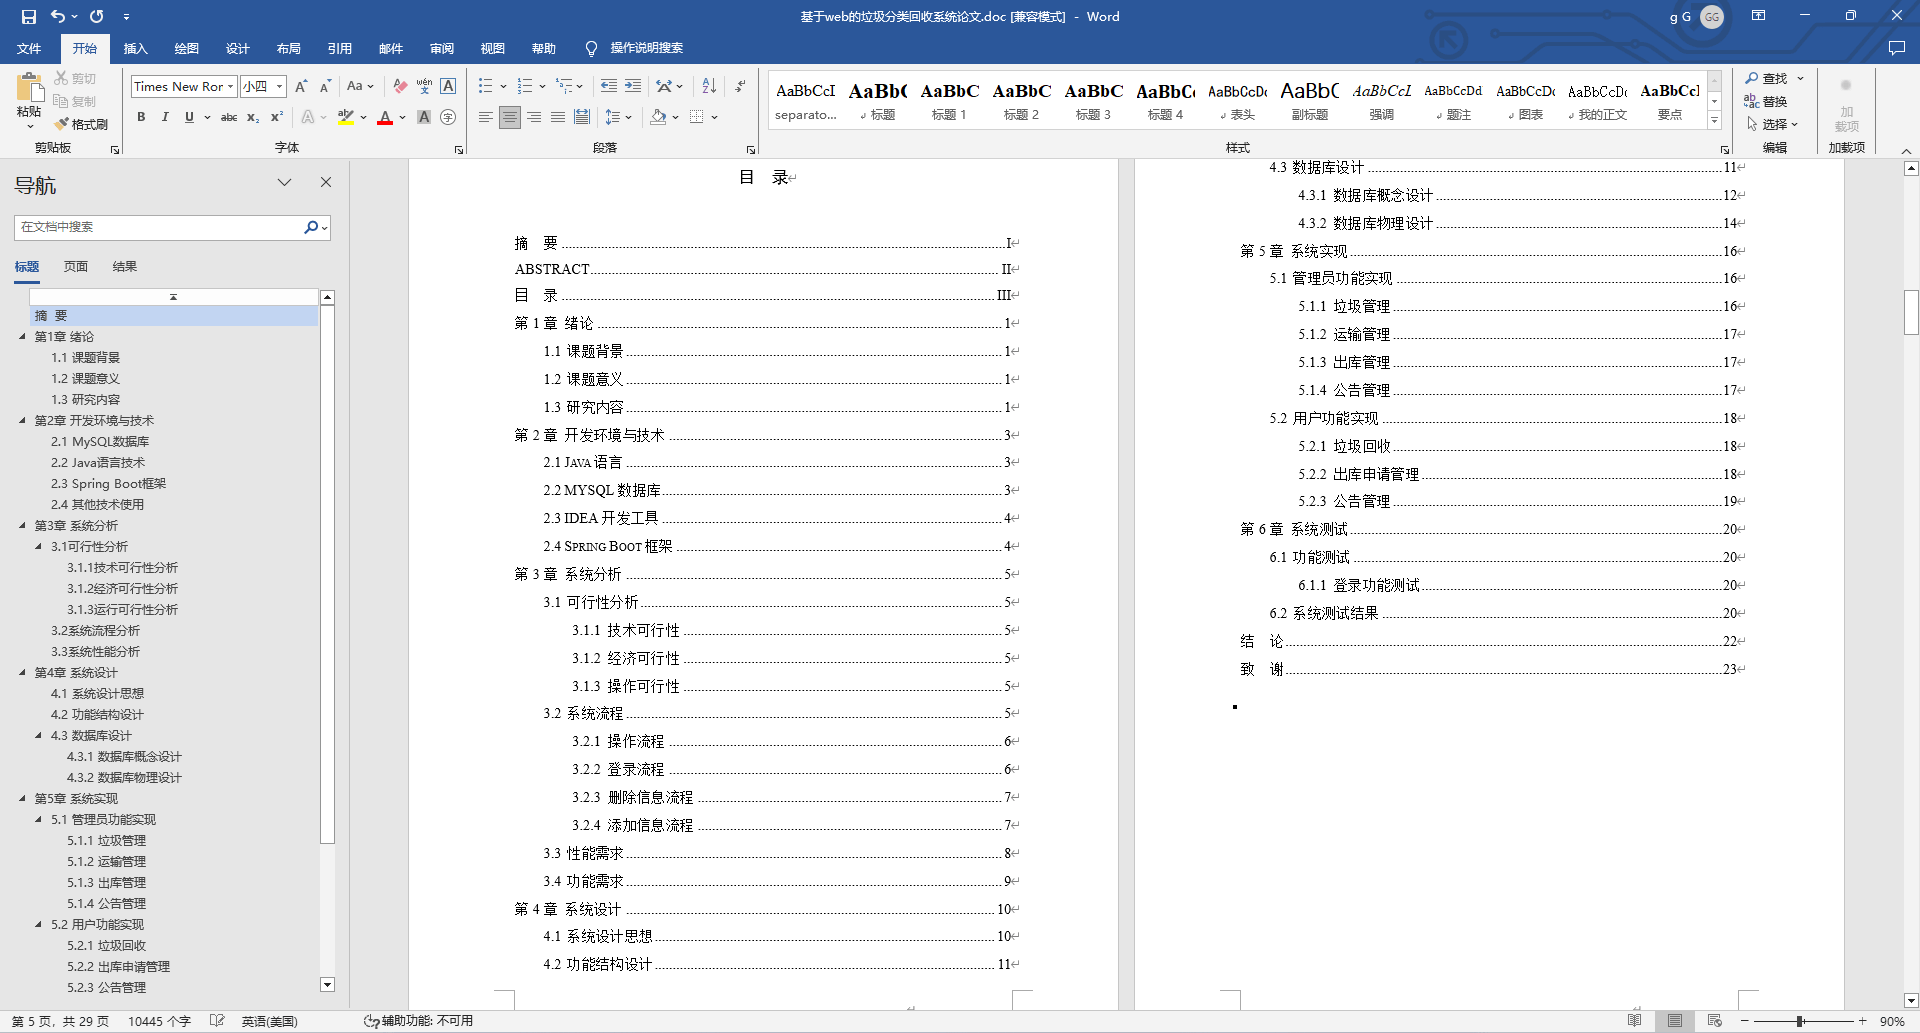 基于web的垃圾分类回收系统论文.doc [兼容模式] - Word
g G
GG
文件 开始 插入 绘图 设计 布局 引用 邮件 审阅 视图 帮助 操作说明搜索
粘贴
剪切
复制
格式刷
剪贴板
Times New Ror 小四
字体
段落
AaBbCcI separato...
AaBb( 标题
AaBbC 标题 1
AaBbC 标题 2
AaBbC 标题 3
AaBbCc 标题 4
AaBbCcDc 表头
AaBbC 副标题
AaBbCcL 强调
AaBbCcDd 题注
AaBbCcDc 图表
AaBbCcDc 我的正文
AaBbCcl 要点
样式
查找
替换
选择
编辑
加载项
加载项
导航
在文档中搜索
标题 页面 结果
摘 要
第1章 绪论
1.1 课题背景
1.2 课题意义
1.3 研究内容
第2章 开发环境与技术
2.1 MySQL数据库
2.2 Java语言技术
2.3 Spring Boot框架
2.4 其他技术使用
第3章 系统分析
3.1可行性分析
3.1.1技术可行性分析
3.1.2经济可行性分析
3.1.3运行可行性分析
3.2系统流程分析
3.3系统性能分析
第4章 系统设计
4.1 系统设计思想
4.2 功能结构设计
4.3 数据库设计
4.3.1 数据库概念设计
4.3.2 数据库物理设计
第5章 系统实现
5.1 管理员功能实现
5.1.1 垃圾管理
5.1.2 运输管理
5.1.3 出库管理
5.1.4 公告管理
5.2 用户功能实现
5.2.1 垃圾回收
5.2.2 出库申请管理
5.2.3 公告管理
目 录
摘 要 I
ABSTRACT II
目 录 III
第 1 章 绪论 1
1.1 课题背景 1
1.2 课题意义 1
1.3 研究内容 1
第 2 章 开发环境与技术 3
2.1 JAVA 语言 3
2.2 MYSQL 数据库 3
2.3 IDEA 开发工具 4
2.4 SPRING BOOT 框架 4
第 3 章 系统分析 5
3.1 可行性分析 5
3.1.1 技术可行性 5
3.1.2 经济可行性 5
3.1.3 操作可行性 5
3.2 系统流程 5
3.2.1 操作流程 6
3.2.2 登录流程 6
3.2.3 删除信息流程 7
3.2.4 添加信息流程 7
3.3 性能需求 8
3.4 功能需求 9
第 4 章 系统设计 10
4.1 系统设计思想 10
4.2 功能结构设计 11
4.3 数据库设计 11
4.3.1 数据库概念设计 12
4.3.2 数据库物理设计 14
第 5 章 系统实现 16
5.1 管理员功能实现 16
5.1.1 垃圾管理 16
5.1.2 运输管理 17
5.1.3 出库管理 17
5.1.4 公告管理 17
5.2 用户功能实现 18
5.2.1 垃圾回收 18
5.2.2 出库申请管理 18
5.2.3 公告管理 19
第 6 章 系统测试 20
6.1 功能测试 20
6.1.1 登录功能测试 20
6.2 系统测试结果 20
结 论 22
致 谢 23
第 5 页，共 29 页 10445 个字 英语(美国) 辅助功能: 不可用 90%